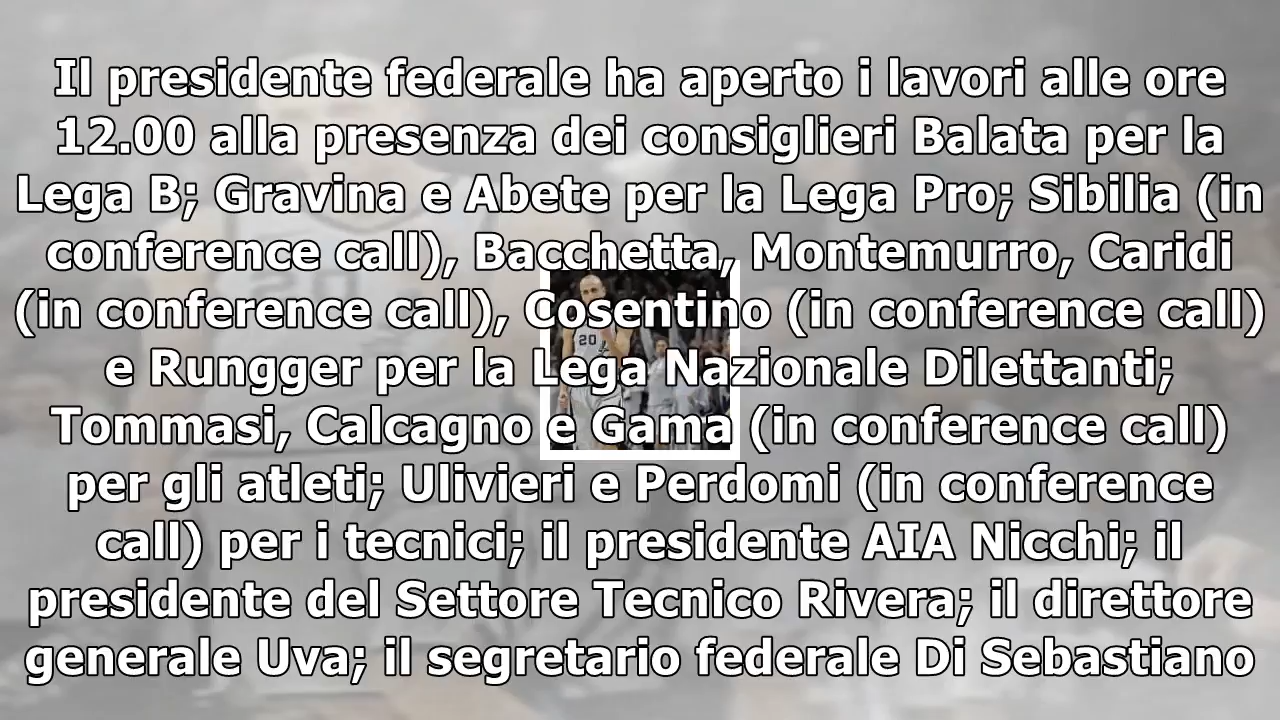 Il presidente federale ha aperto i lavori alle ore
12.00 alla presenza dei consiglieri Balata per la
Lega B; Gravina e Abete per la Lega Pro; Sibilia (in
conference call), Bacchetta, Montemurro, Caridi
(in conference call), Cosentino (in conference call)
e Rungger per la Lega Nazionale Dilettanti;
Tommasi, Calcagno e Gama (in conference call)
per gli atleti; Ulivieri e Perdomi (in conference
call) per i tecnici; il presidente AIA Nicchi; il
presidente del Settore Tecnico Rivera; il direttore
generale Uva; il segretario federale Di Sebastiano
20